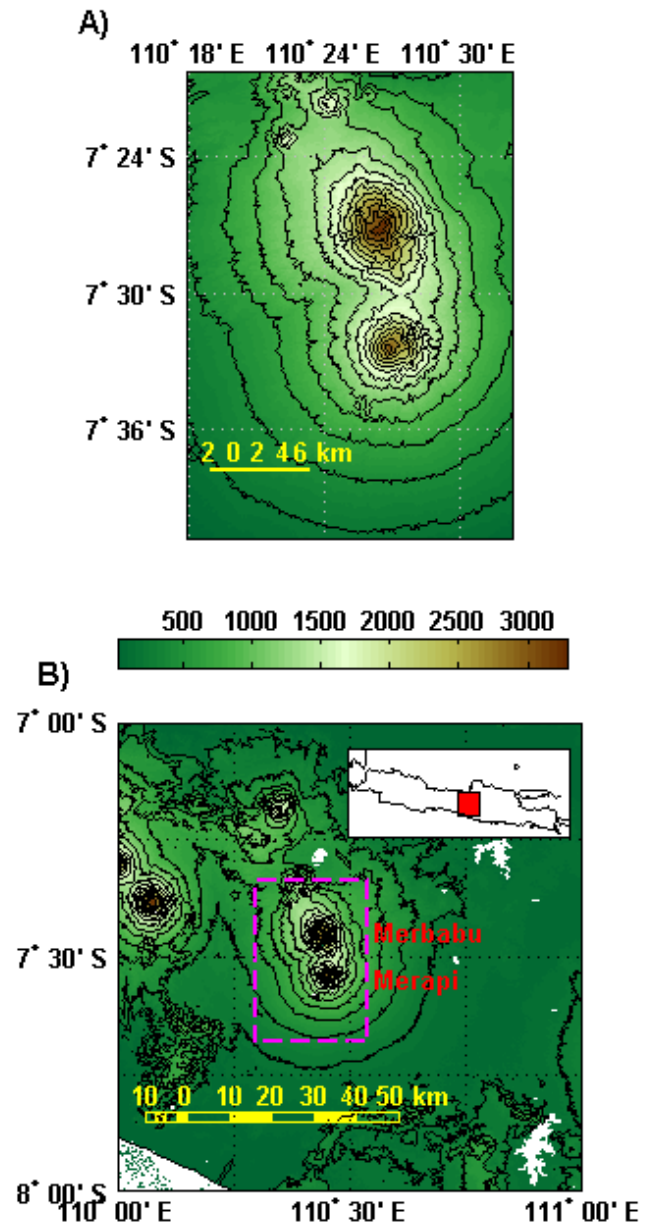 A)
110° 18' E 110° 24' E 110° 30' E
7° 24' S
7° 30' S
7° 36' S
2 0 2 4 6 km
500 1000 1500 2000 2500 3000
B)
7° 00' S
Merbabu
7° 30' S
Merapi
10 0 10 20 30 40 50 km
8° 00' S
110° 00' E 110° 30' E 111° 00' E